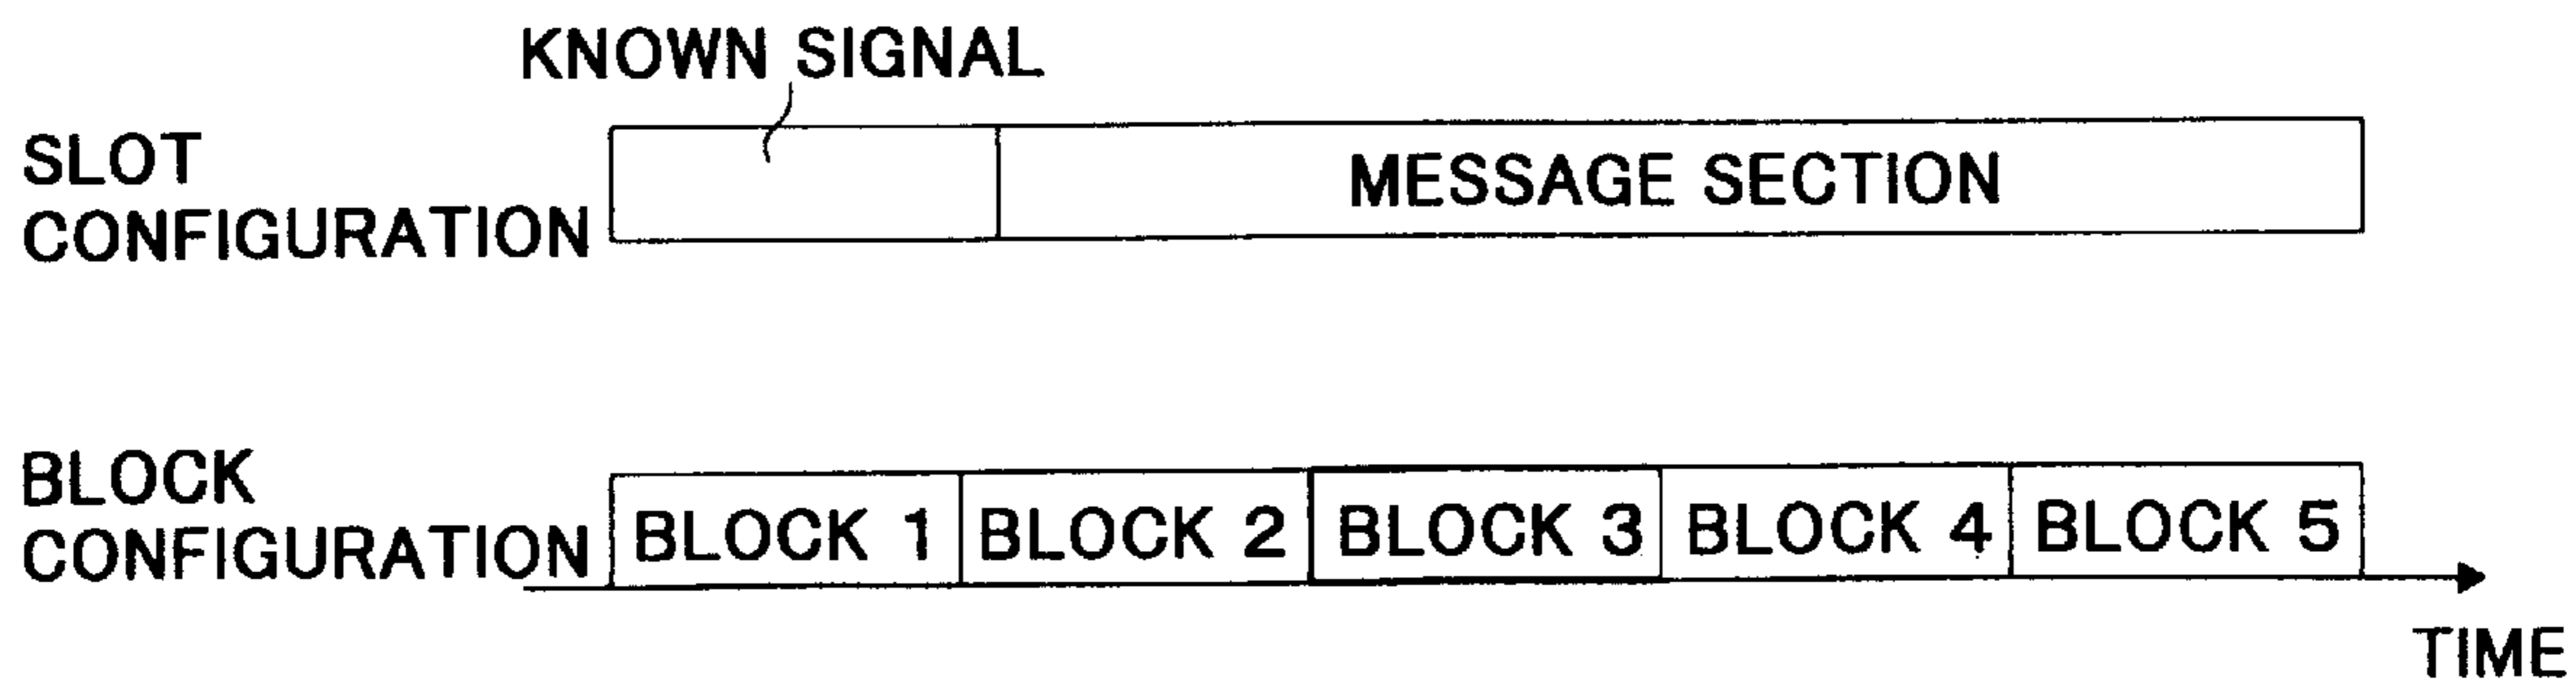 KNOWN SIGNAL
SLOT
CONFIGURATION
MESSAGE SECTION
BLOCK
CONFIGURATION
BLOCK 1 BLOCK 2 BLOCK 3 BLOCK 4 BLOCK 5
TIME